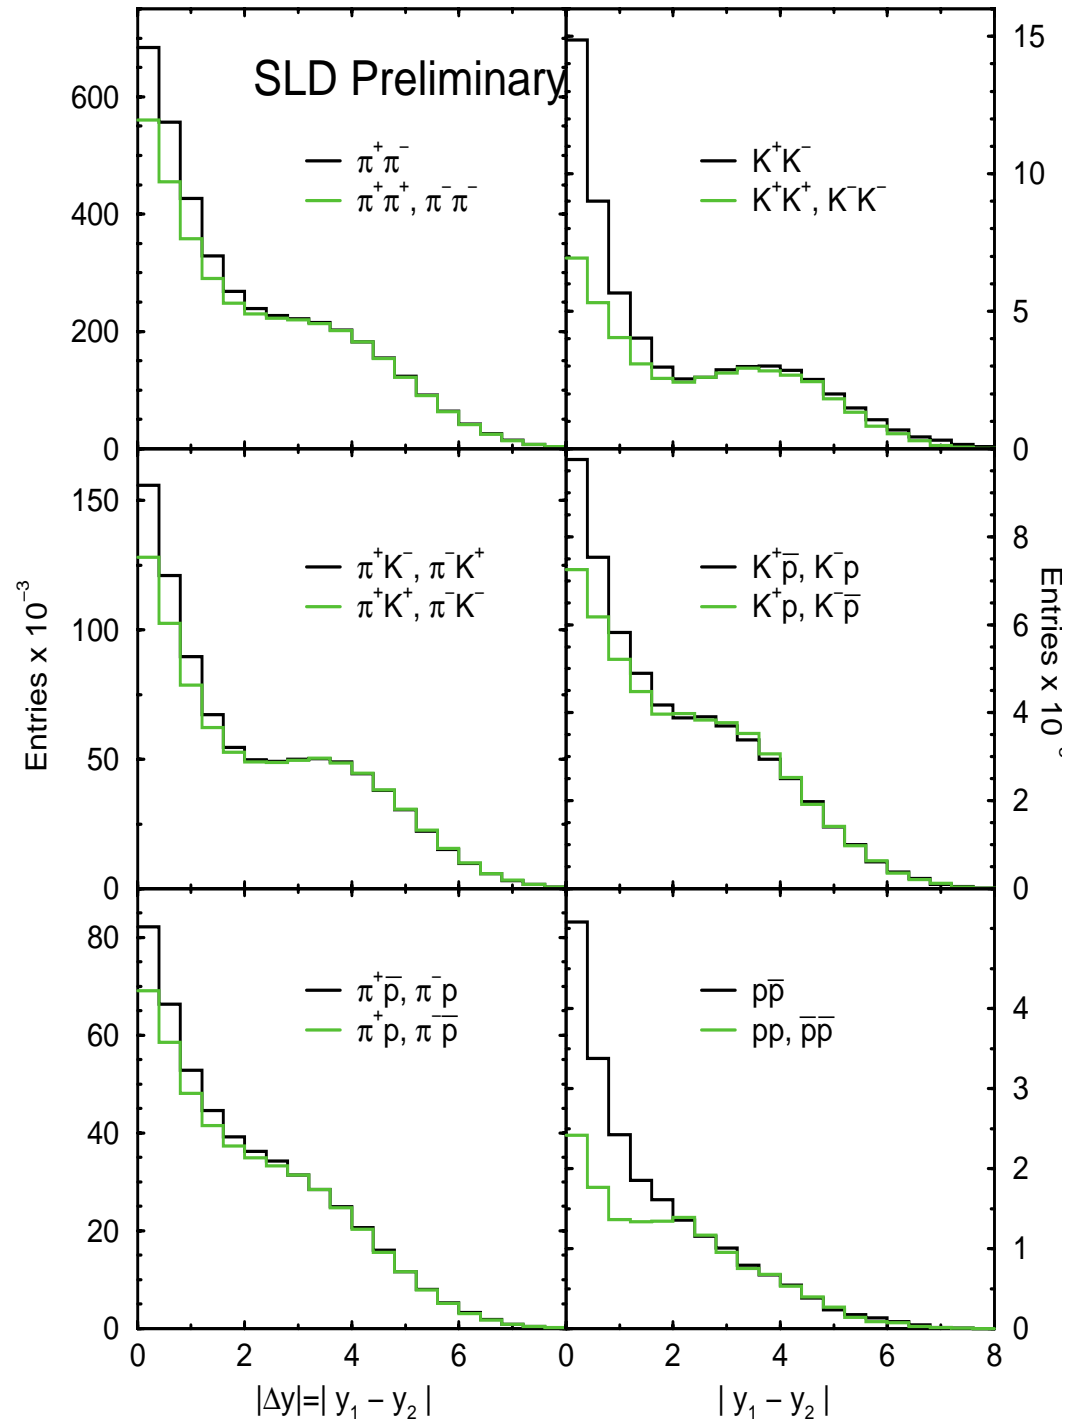 SLD Preliminary
π⁺π⁻
π⁺π⁺, π⁻π⁻
600
400
200
0
K⁺K⁻
K⁺K⁺, K⁻K⁻
15
10
5
0
π⁺K⁻, π⁻K⁺
π⁺K⁺, π⁻K⁻
150
100
50
0
Entries x 10⁻³
K⁺p̅, K⁻p
K⁺p, K⁻p̅
8
6
4
2
0
Entries x 10
π⁺p̅, π⁻p
π⁺p, π⁻p̅
80
60
40
20
0
pp̅
pp, p̅p̅
4
3
2
1
0
0 2 4 6
0 2 4 6 8
|Δy|=| y₁ − y₂ |
| y₁ − y₂ |